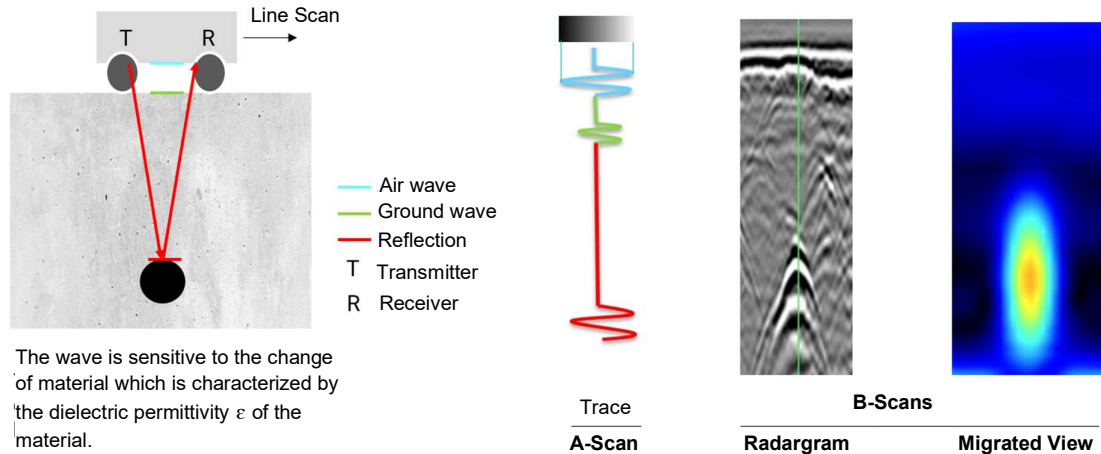 Line Scan
T R
Air wave
Ground wave
Reflection
T Transmitter
R Receiver
The wave is sensitive to the change
of material which is characterized by
the dielectric permittivity ε of the
material.
Trace
A-Scan
B-Scans
Radargram
Migrated View